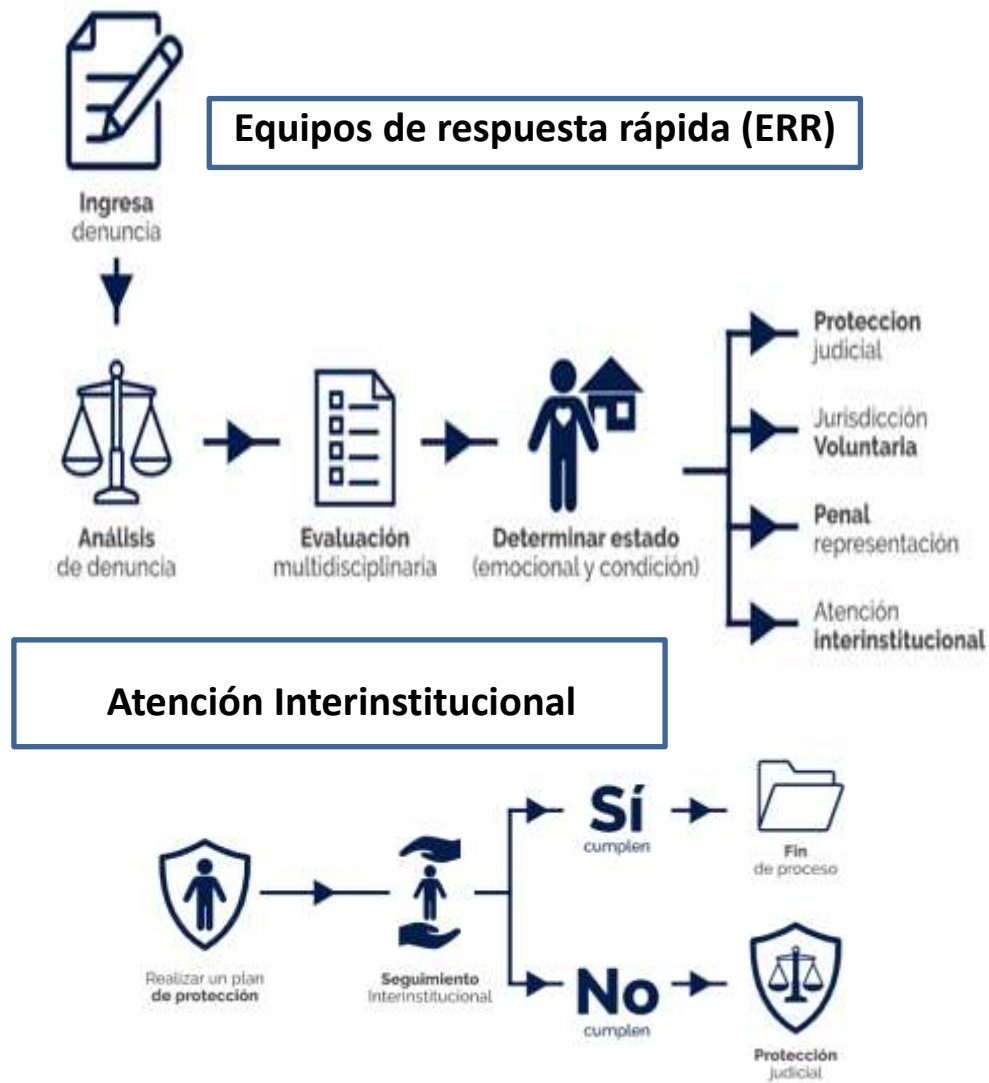 Equipos de respuesta rápida (ERR)
Ingresa
denuncia
Análisis
de denuncia
Evaluación
multidisciplinaria
Determinar estado
(emocional y condición)
Proteccion
judicial
Jurisdicción
Voluntaria
Penal
representación
Atención
interinstitucional
Atención Interinstitucional
Realizar un plan
de protección
Seguimiento
Interinstitucional
Sí
cumplen
Fin
de proceso
No
cumplen
Protección
judicial